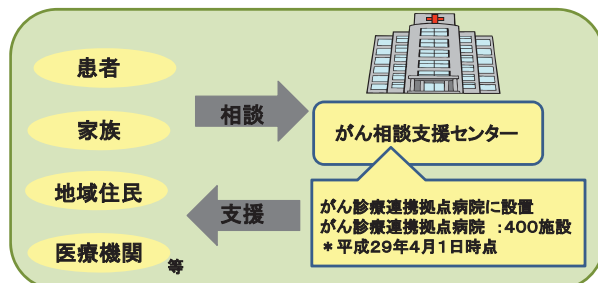 患者
家族
地域住民
医療機関
等
相談
支援
がん相談支援センター
がん診療連携拠点病院に設置
がん診療連携拠点病院 :400施設
*平成29年4月1日時点